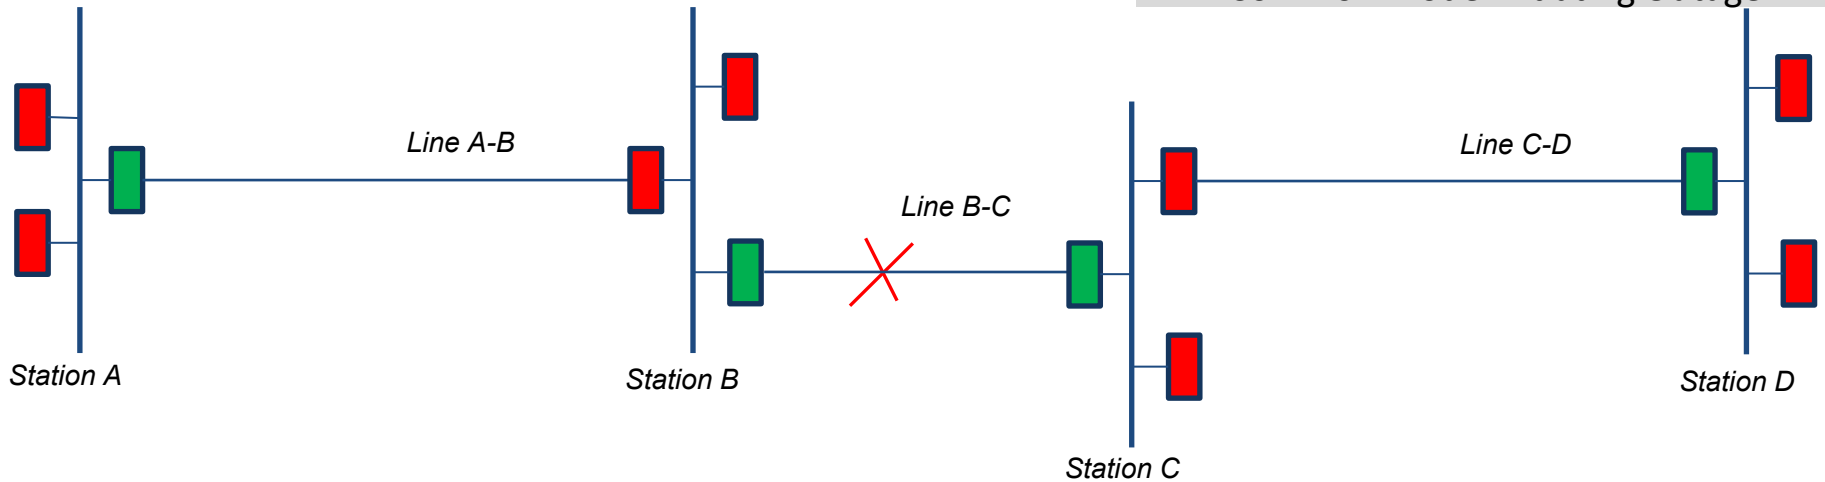 Line A-B
Line C-D
Line B-C
Station A
Station B
Station D
Station C